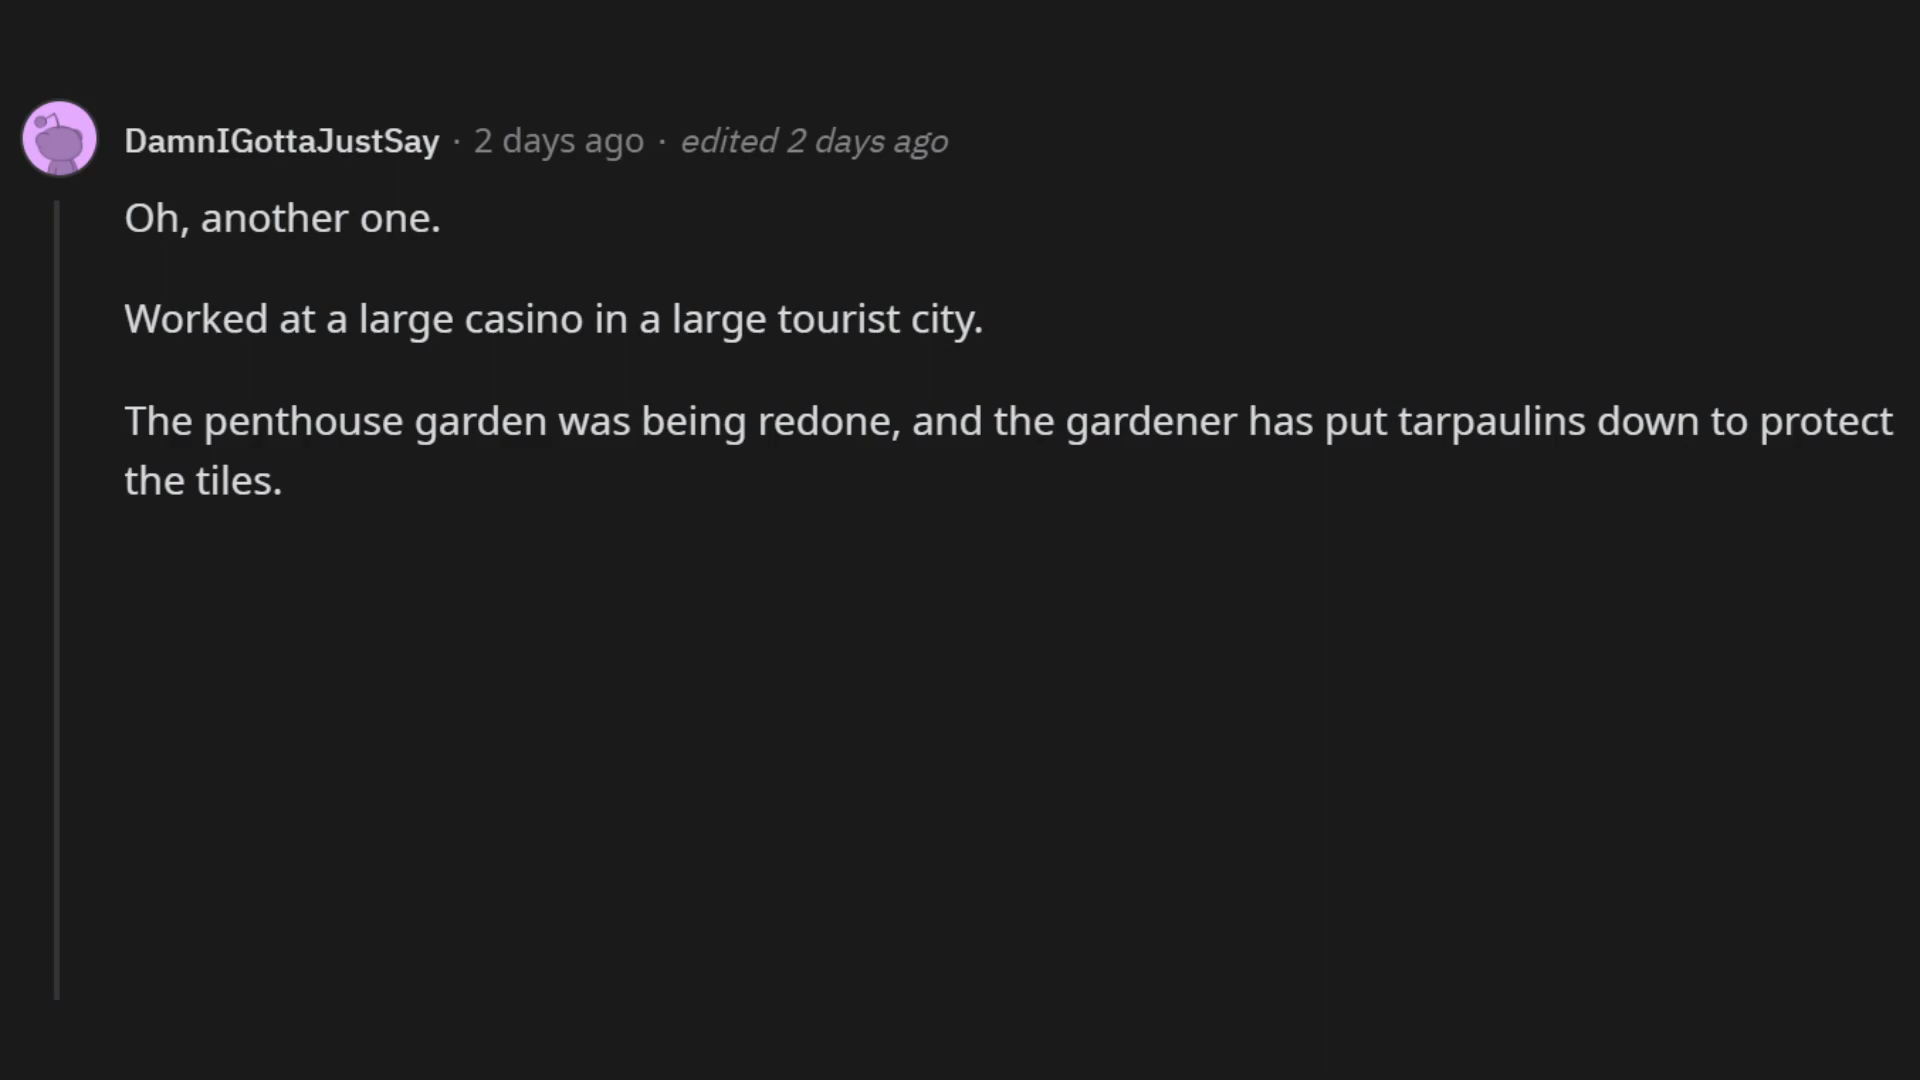 DamnIGottaJustSay · 2 days ago · edited 2 days ago
Oh, another one.
Worked at a large casino in a large tourist city.
The penthouse garden was being redone, and the gardener has put tarpaulins down to protect
the tiles.